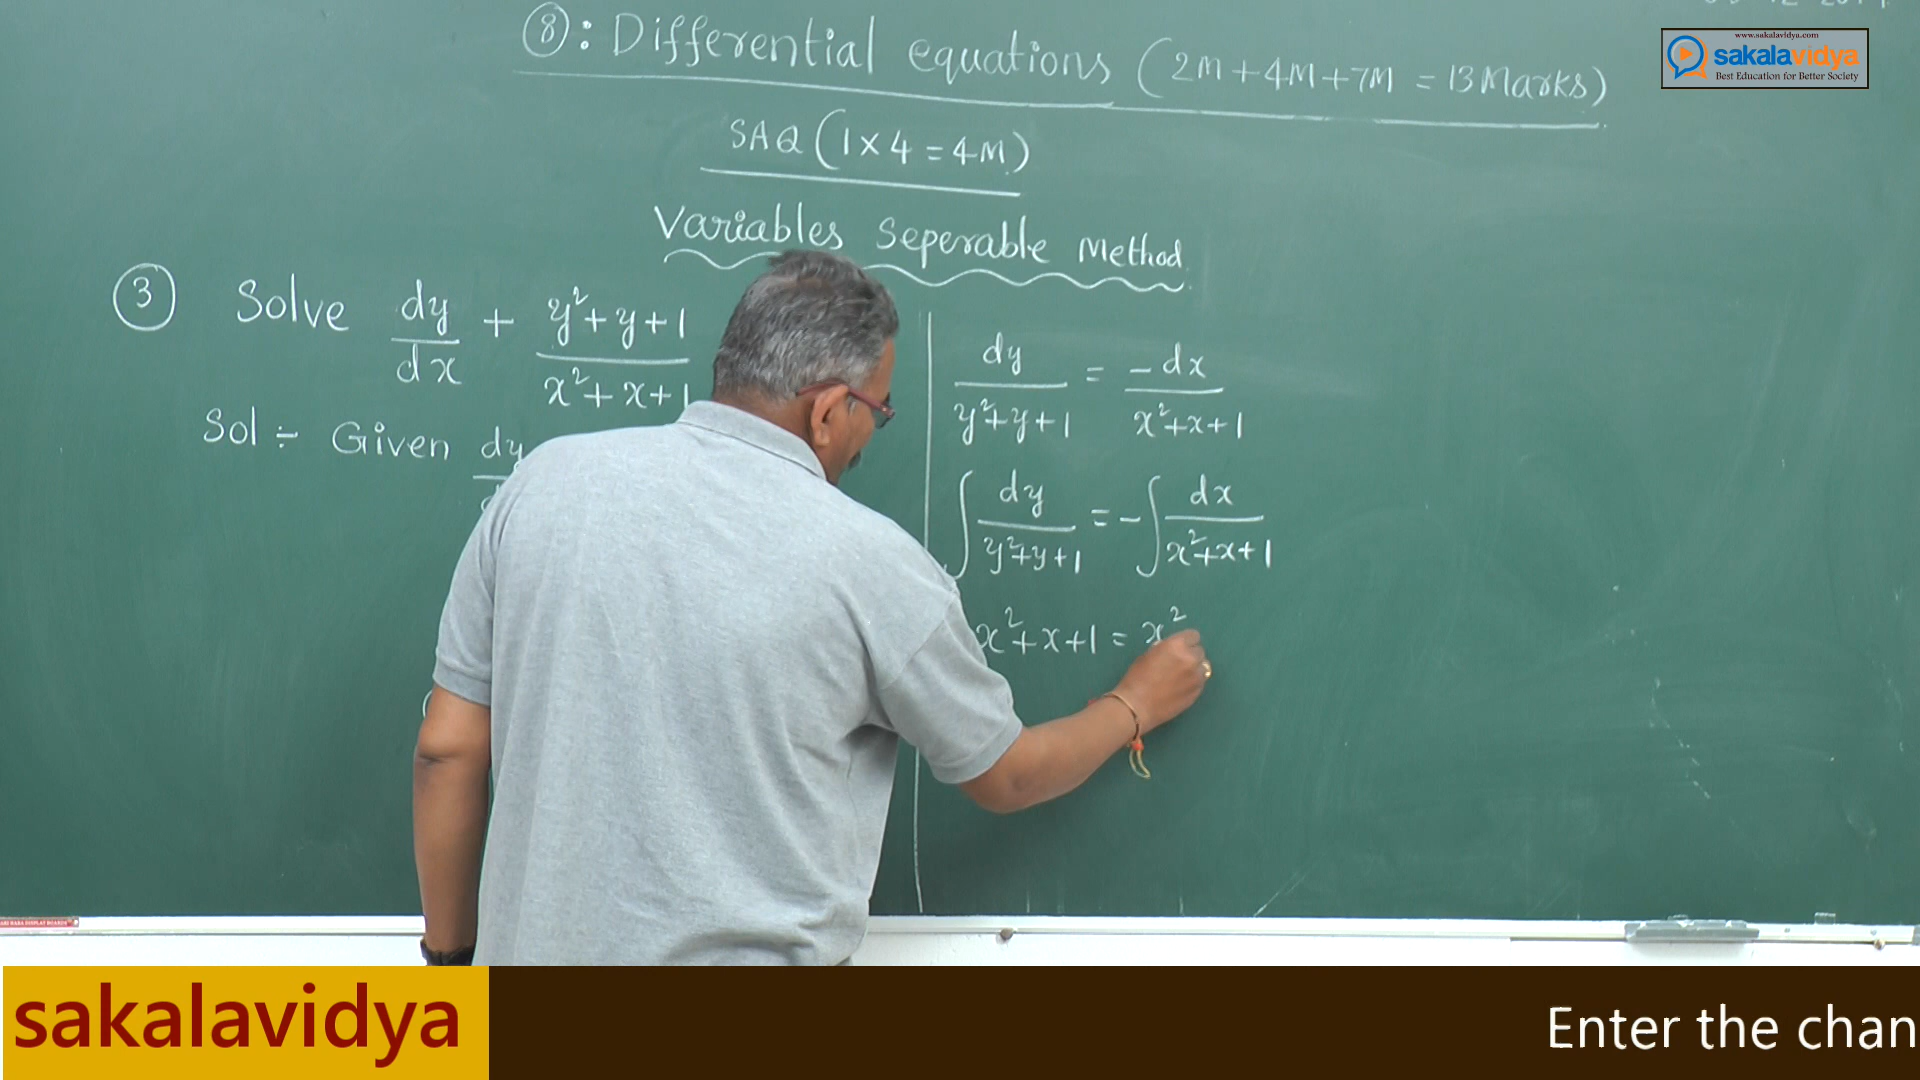 8 : Differential equations (2M + 4M + 7M = 13 Marks)
www.sakalavidya.com
sakalavidya
Best Education for Better Society
SAQ (1 × 4 = 4M)
Variables Seperable Method
3 Solve dy/dx + y²+y+1/x²+x+1
Sol ÷ Given dy
dy/y²+y+1 = -dx/x²+x+1
∫ dy/y²+y+1 = -∫ dx/x²+x+1
x²+x+1 = x²
sakalavidya
Enter the chan